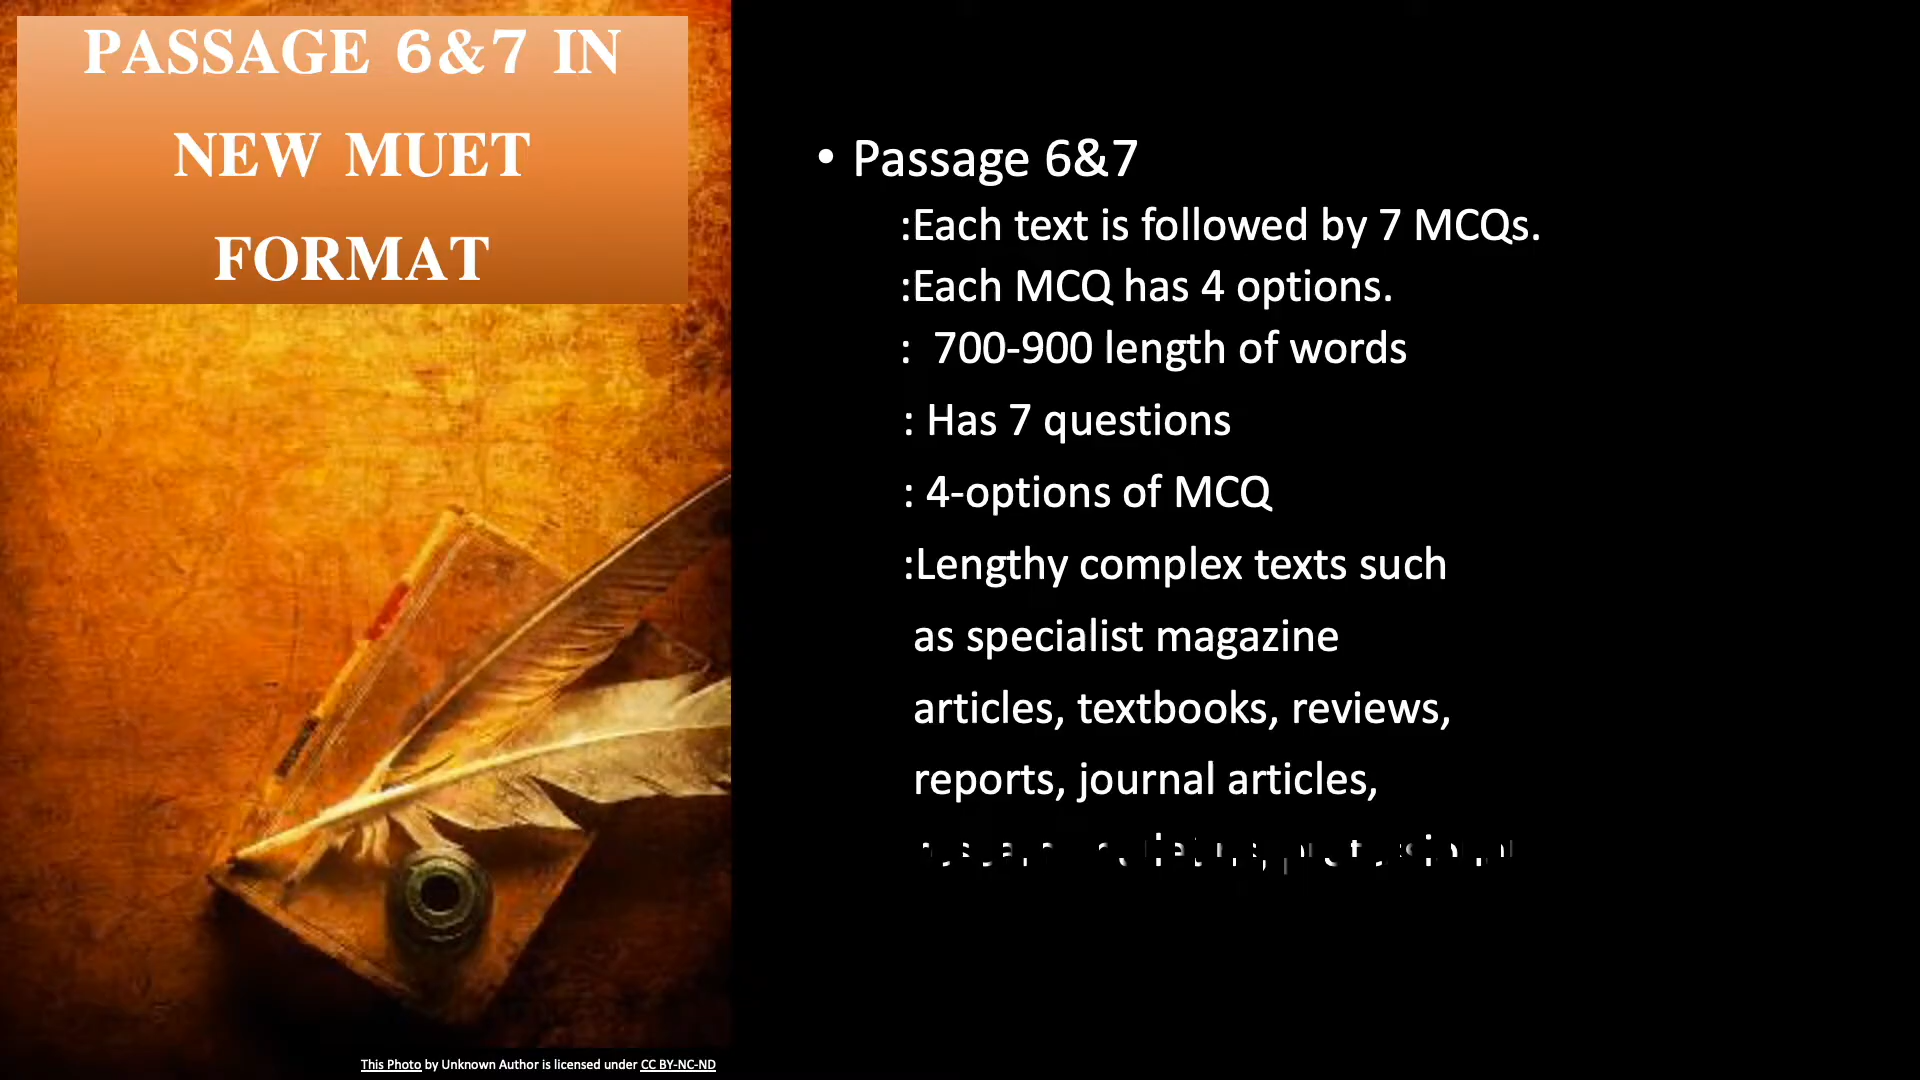 PASSAGE 6&7 IN
NEW MUET
FORMAT
• Passage 6&7
:Each text is followed by 7 MCQs.
:Each MCQ has 4 options.
:  700-900 length of words
: Has 7 questions
: 4-options of MCQ
:Lengthy complex texts such
as specialist magazine
articles, textbooks, reviews,
reports, journal articles,
This Photo by Unknown Author is licensed under CC BY-NC-ND